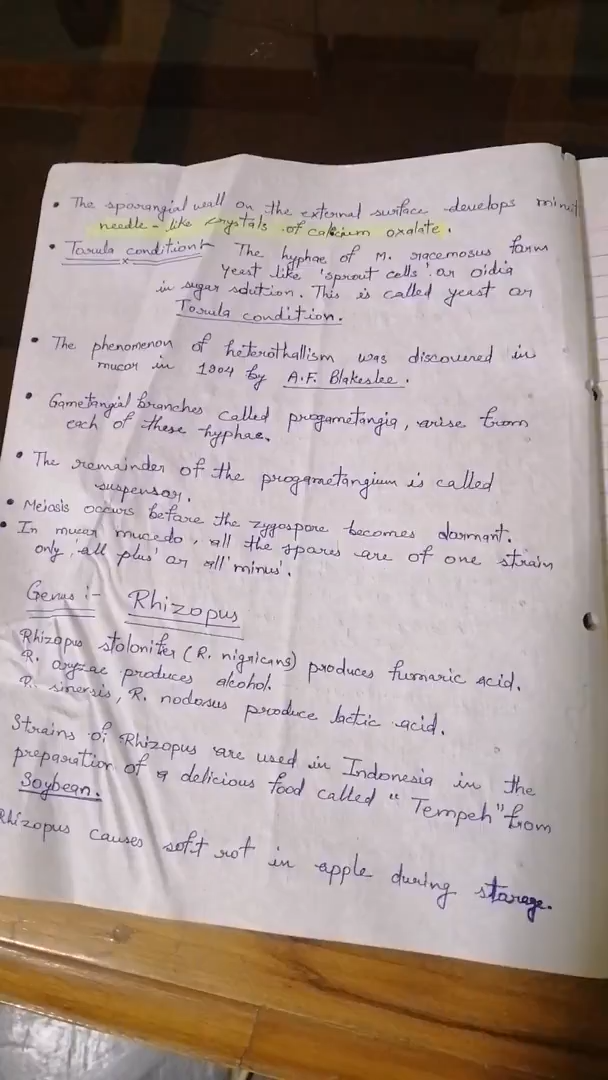 • The sporangial wall on the external surface develops minut
needle-like crystals of calcium oxalate.
• Torula condition:- The hyphae of M. racemosus form
yeast like 'sprout cells' or oidia
in sugar solution. This is called yeast or
Torula condition.
• The phenomenon of heterothallism was discovered in
mucor in 1904 by A.F. Blakeslee.
• Gametangial branches called progametangia, arise from
each of these hyphae.
• The remainder of the progametangium is called
suspensor.
• Meiosis occurs before the zygospore becomes dormant.
• In mucor mucedo, all the spores are of one strain
only, all 'plus' or all 'minus'.
Genus:- Rhizopus
Rhizopus stolonifer (R. nigricans) produces fumaric acid.
R. oryzae produces alcohol.
R. sinensis, R. nodosus produce lactic acid.
Strains of Rhizopus are used in Indonesia in the
preparation of a delicious food called "Tempeh" from
Soybean.
Rhizopus causes soft rot in apple during storage.